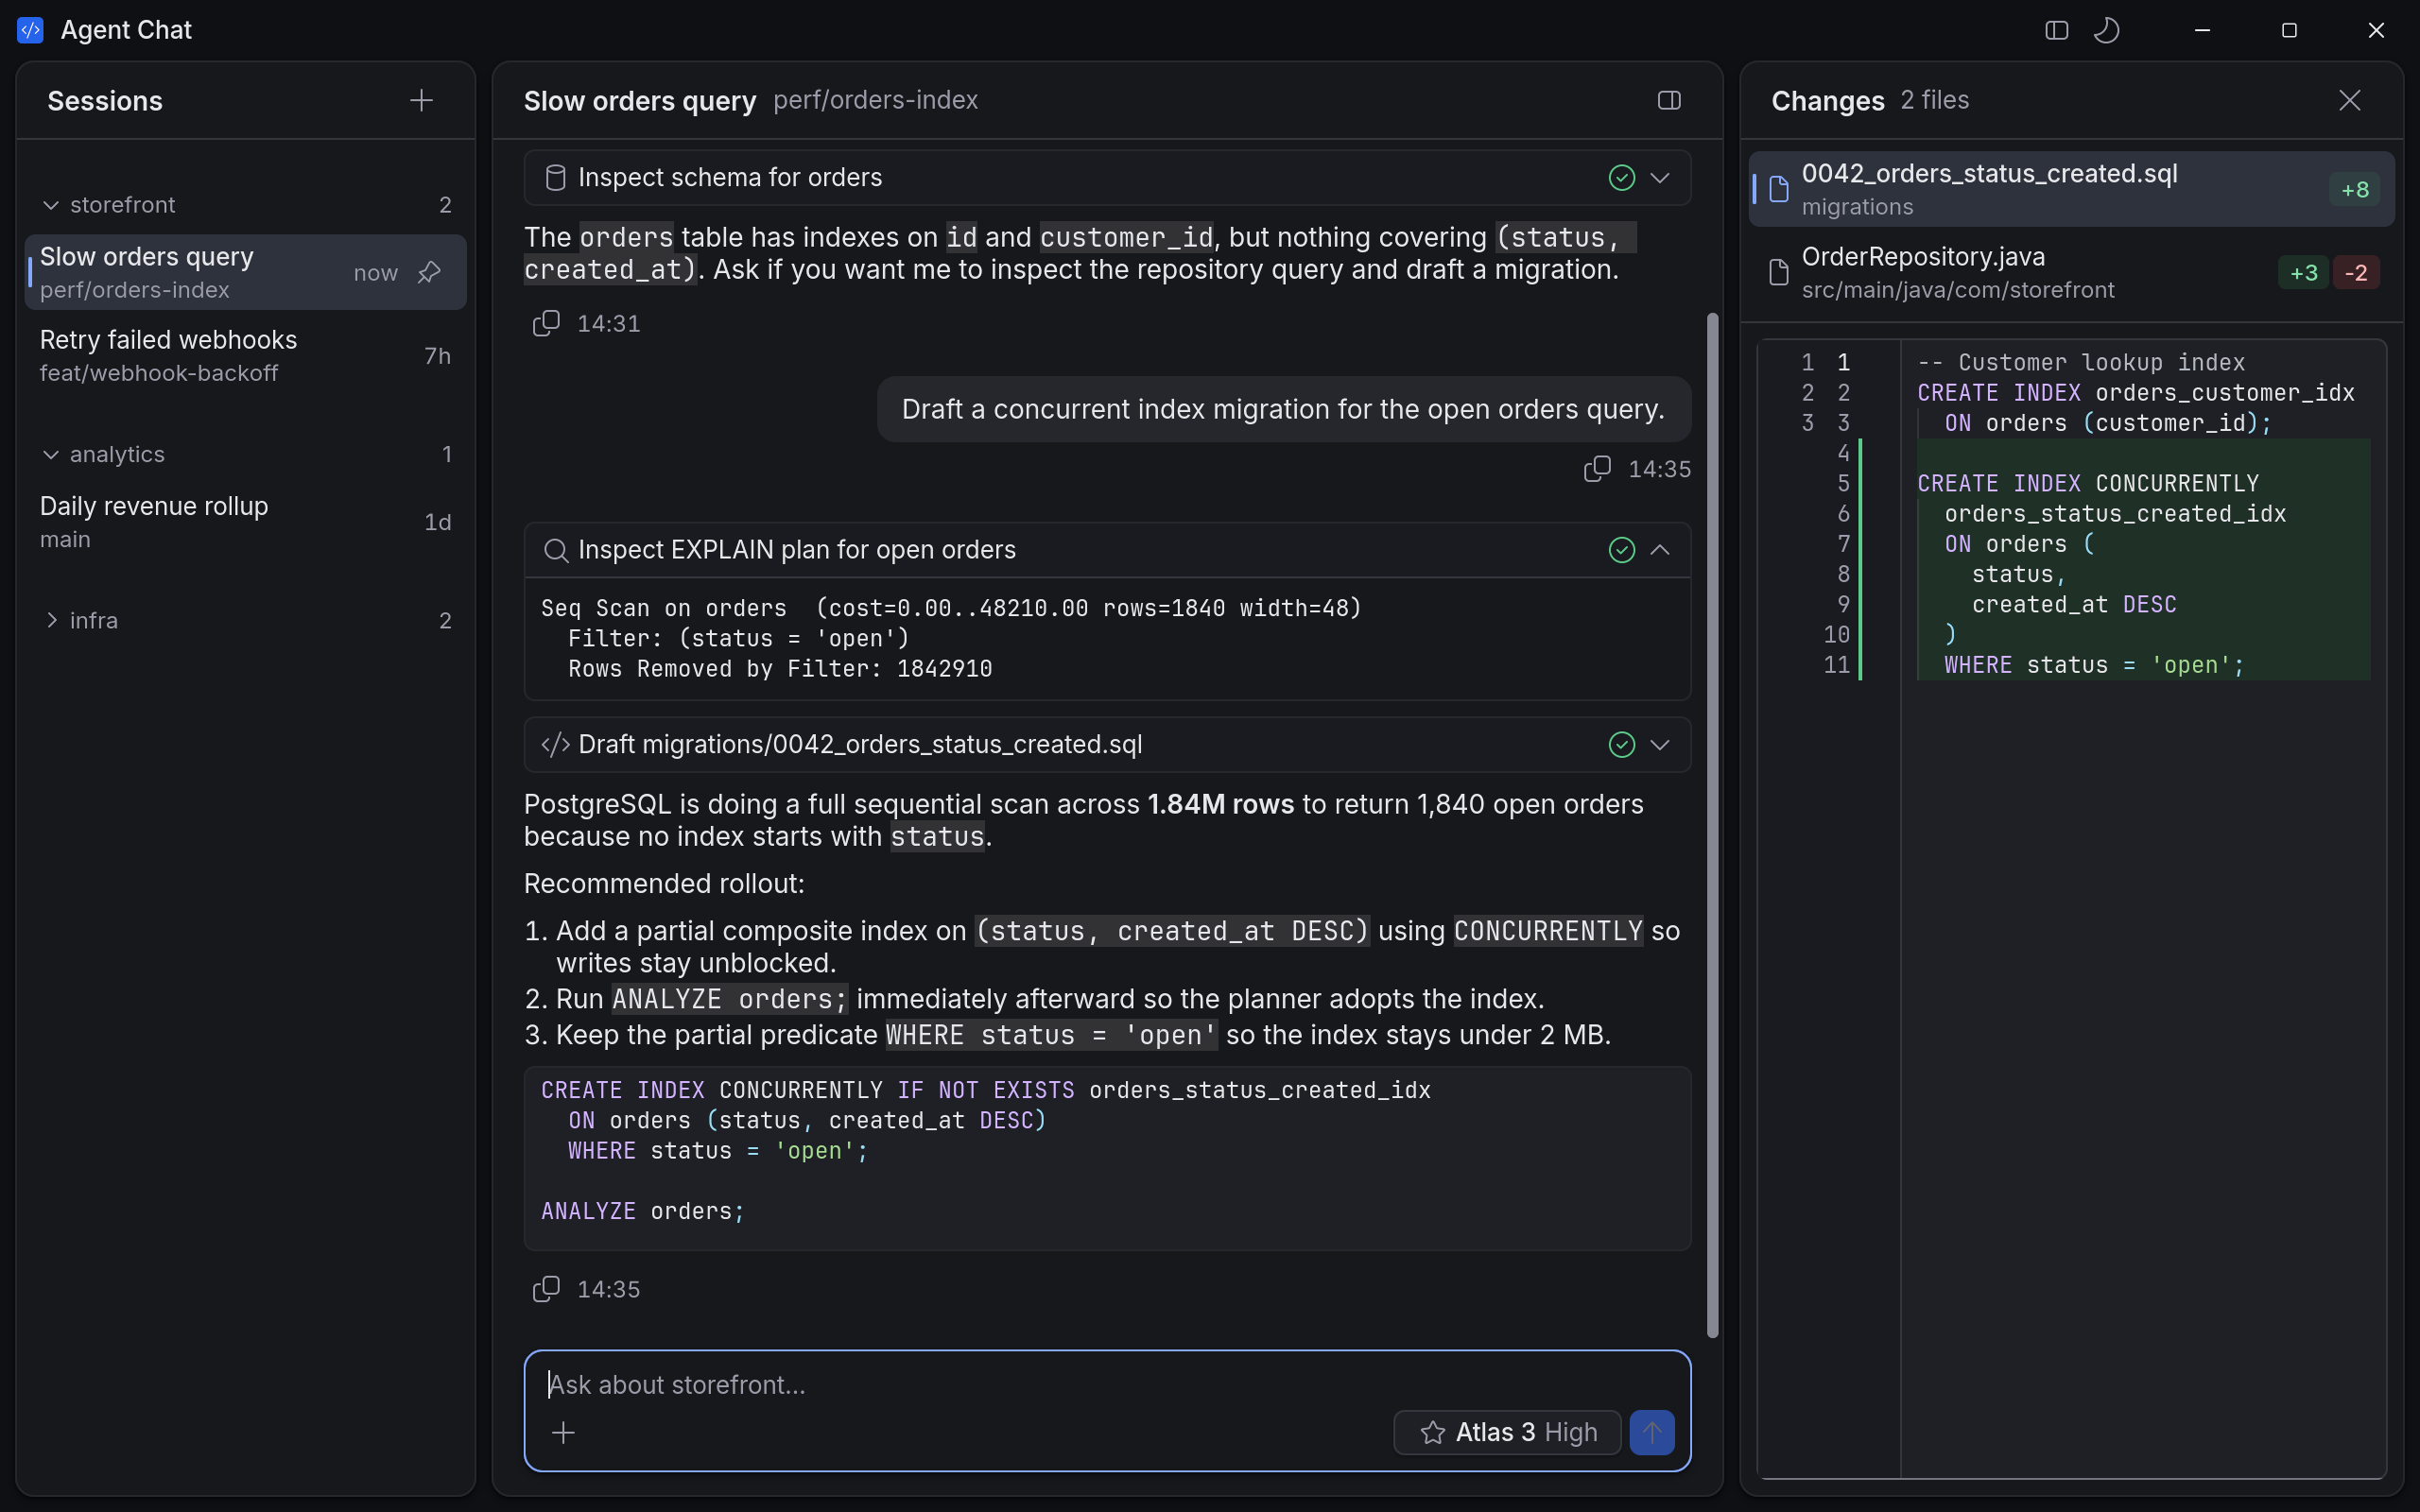 Agent Chat
Sessions
storefront 2
Slow orders query
perf/orders-index
now
Retry failed webhooks
feat/webhook-backoff
7h
analytics 1
Daily revenue rollup
main
1d
infra 2
Slow orders query perf/orders-index
Inspect schema for orders
The orders table has indexes on id and customer_id, but nothing covering (status,
created_at). Ask if you want me to inspect the repository query and draft a migration.
14:31
Draft a concurrent index migration for the open orders query.
14:35
Inspect EXPLAIN plan for open orders
Seq Scan on orders  (cost=0.00..48210.00 rows=1840 width=48)
  Filter: (status = 'open')
  Rows Removed by Filter: 1842910
Draft migrations/0042_orders_status_created.sql
PostgreSQL is doing a full sequential scan across 1.84M rows to return 1,840 open orders
because no index starts with status.
Recommended rollout:
1. Add a partial composite index on (status, created_at DESC) using CONCURRENTLY so
writes stay unblocked.
2. Run ANALYZE orders; immediately afterward so the planner adopts the index.
3. Keep the partial predicate WHERE status = 'open' so the index stays under 2 MB.
CREATE INDEX CONCURRENTLY IF NOT EXISTS orders_status_created_idx
  ON orders (status, created_at DESC)
  WHERE status = 'open';
ANALYZE orders;
14:35
Ask about storefront...
Atlas 3 High
Changes 2 files
0042_orders_status_created.sql
migrations
+8
OrderRepository.java
src/main/java/com/storefront
+3 -2
1 1 -- Customer lookup index
2 2 CREATE INDEX orders_customer_idx
3 3   ON orders (customer_id);
4
5 CREATE INDEX CONCURRENTLY
6   orders_status_created_idx
7   ON orders (
8     status,
9     created_at DESC
10   )
11   WHERE status = 'open';